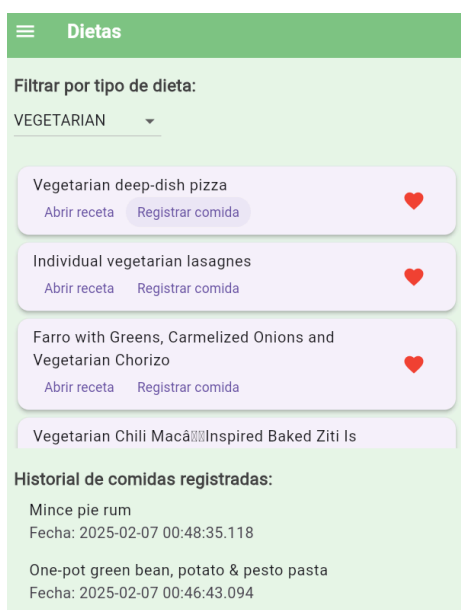 Dietas
Filtrar por tipo de dieta:
VEGETARIAN
Vegetarian deep-dish pizza
Abrir receta Registrar comida
Individual vegetarian lasagnes
Abrir receta Registrar comida
Farro with Greens, Carmelized Onions and
Vegetarian Chorizo
Abrir receta Registrar comida
Vegetarian Chili Macâ▯▯Inspired Baked Ziti Is
Historial de comidas registradas:
Mince pie rum
Fecha: 2025-02-07 00:48:35.118
One-pot green bean, potato & pesto pasta
Fecha: 2025-02-07 00:46:43.094